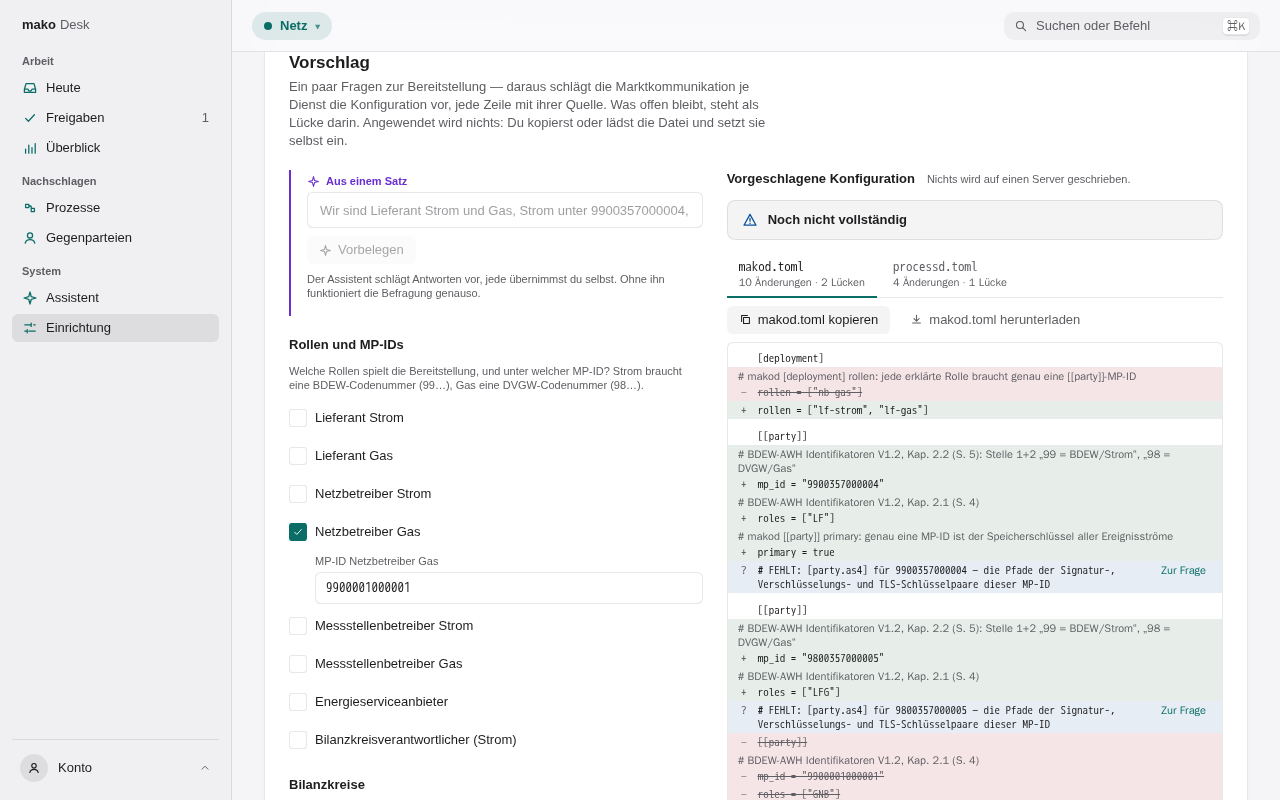 mako Desk
Arbeit
Heute
Freigaben 1
Überblick
Nachschlagen
Prozesse
Gegenparteien
System
Assistent
Einrichtung
Konto
Netz
Suchen oder Befehl ⌘K
Vorschlag
Ein paar Fragen zur Bereitstellung — daraus schlägt die Marktkommunikation je
Dienst die Konfiguration vor, jede Zeile mit ihrer Quelle. Was offen bleibt, steht als
Lücke darin. Angewendet wird nichts: Du kopierst oder lädst die Datei und setzt sie
selbst ein.
Aus einem Satz
Wir sind Lieferant Strom und Gas, Strom unter 9900357000004,
Vorbelegen
Der Assistent schlägt Antworten vor, jede übernimmst du selbst. Ohne ihn
funktioniert die Befragung genauso.
Rollen und MP-IDs
Welche Rollen spielt die Bereitstellung, und unter welcher MP-ID? Strom braucht
eine BDEW-Codenummer (99…), Gas eine DVGW-Codenummer (98…).
Lieferant Strom
Lieferant Gas
Netzbetreiber Strom
Netzbetreiber Gas
MP-ID Netzbetreiber Gas
9900001000001
Messstellenbetreiber Strom
Messstellenbetreiber Gas
Energieserviceanbieter
Bilanzkreisverantwortlicher (Strom)
Bilanzkreise
Vorgeschlagene Konfiguration Nichts wird auf einen Server geschrieben.
Noch nicht vollständig
makod.toml
10 Änderungen · 2 Lücken
processd.toml
4 Änderungen · 1 Lücke
makod.toml kopieren
makod.toml herunterladen
[deployment]
# makod [deployment] rollen: jede erklärte Rolle braucht genau eine [[party]]-MP-ID
− rollen = ["nb-gas"]
+ rollen = ["lf-strom", "lf-gas"]
[[party]]
# BDEW-AWH Identifikatoren V1.2, Kap. 2.2 (S. 5): Stelle 1+2 „99 = BDEW/Strom", „98 =
DVGW/Gas"
+ mp_id = "9900357000004"
# BDEW-AWH Identifikatoren V1.2, Kap. 2.1 (S. 4)
+ roles = ["LF"]
# makod [[party]] primary: genau eine MP-ID ist der Speicherschlüssel aller Ereignisströme
+ primary = true
? # FEHLT: [party.as4] für 9900357000004 — die Pfade der Signatur-, Zur Frage
Verschlüsselungs- und TLS-Schlüsselpaare dieser MP-ID
[[party]]
# BDEW-AWH Identifikatoren V1.2, Kap. 2.2 (S. 5): Stelle 1+2 „99 = BDEW/Strom", „98 =
DVGW/Gas"
+ mp_id = "9800357000005"
# BDEW-AWH Identifikatoren V1.2, Kap. 2.1 (S. 4)
+ roles = ["LFG"]
? # FEHLT: [party.as4] für 9800357000005 — die Pfade der Signatur-, Zur Frage
Verschlüsselungs- und TLS-Schlüsselpaare dieser MP-ID
− [[party]]
# BDEW-AWH Identifikatoren V1.2, Kap. 2.1 (S. 4)
− mp_id = "9900001000001"
− roles = ["GNB"]